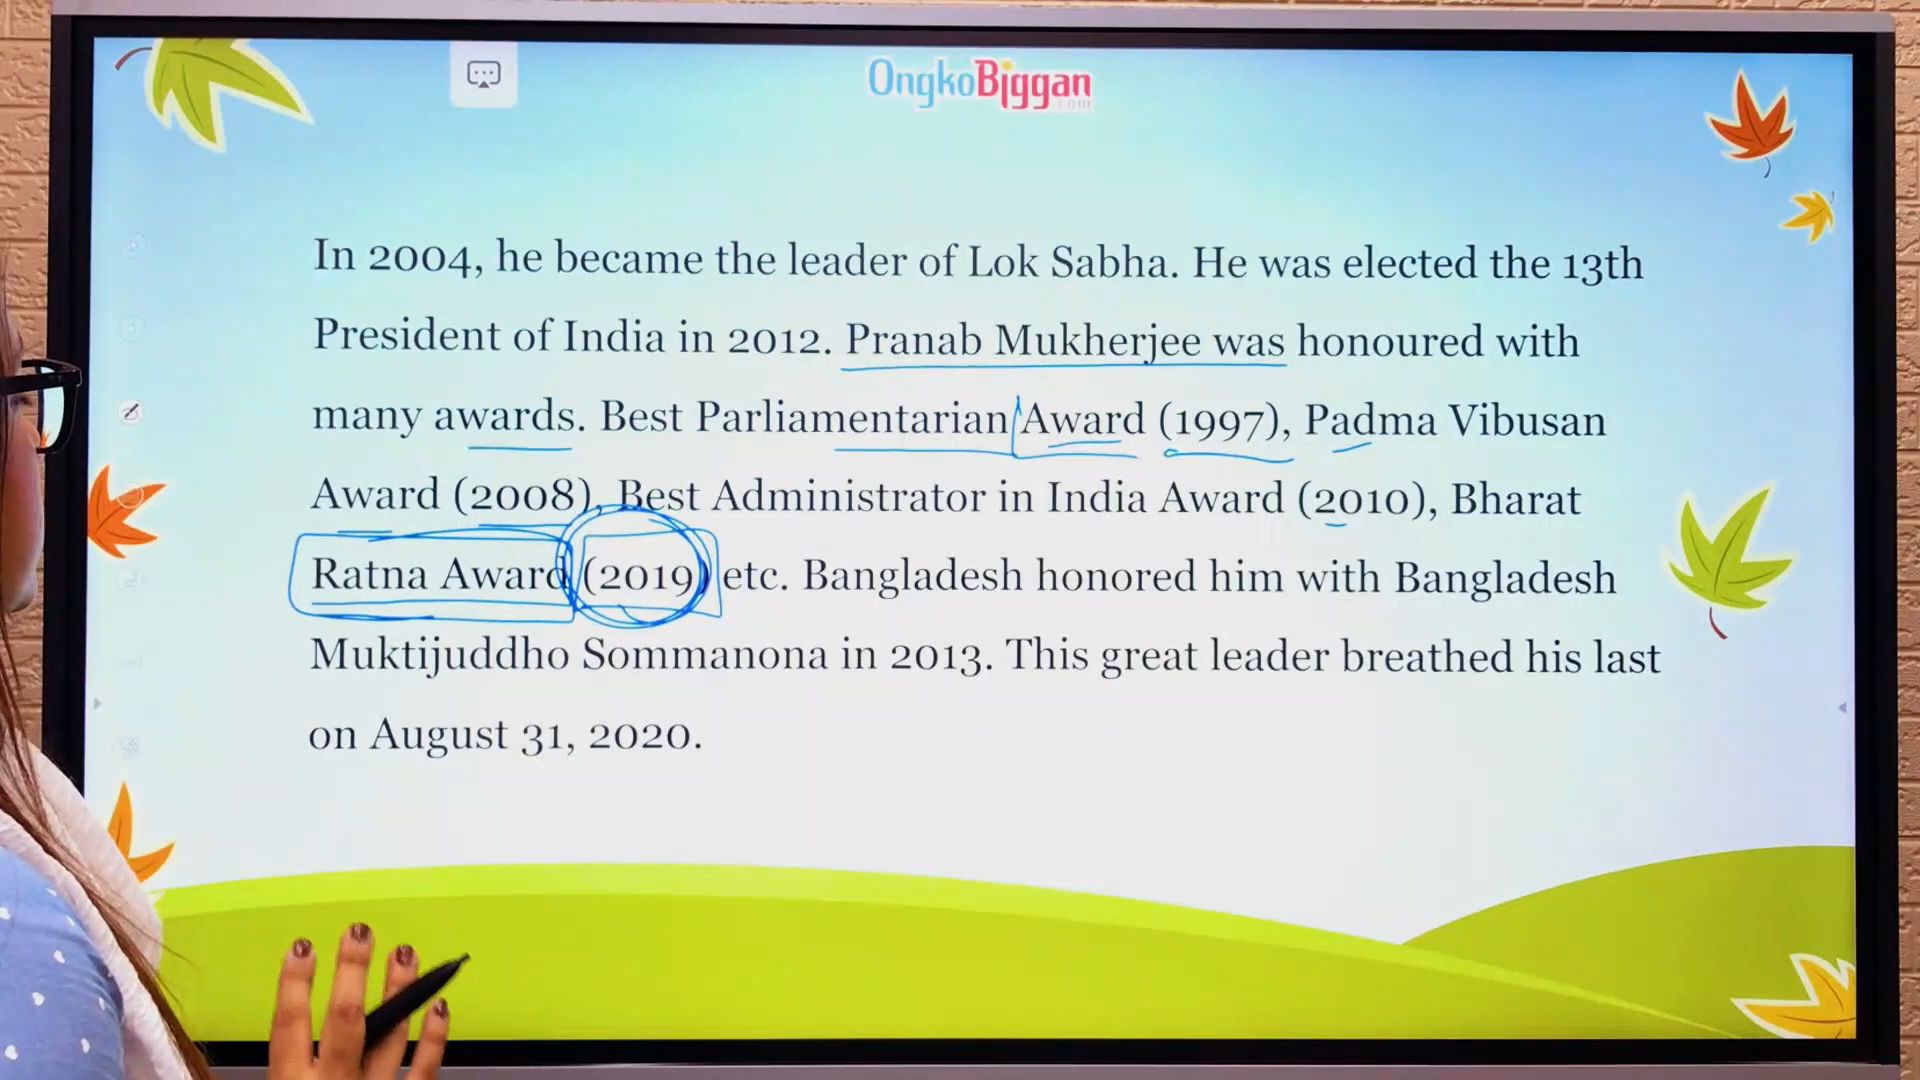 OngkoBiggan
.com
In 2004, he became the leader of Lok Sabha. He was elected the 13th
President of India in 2012. Pranab Mukherjee was honoured with
many awards. Best Parliamentarian Award (1997), Padma Vibusan
Award (2008), Best Administrator in India Award (2010), Bharat
Ratna Award (2019) etc. Bangladesh honored him with Bangladesh
Muktijuddho Sommanona in 2013. This great leader breathed his last
on August 31, 2020.